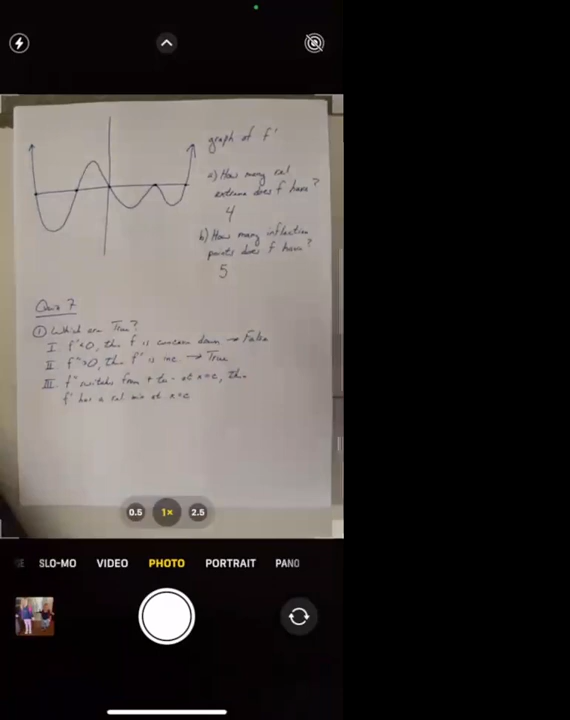 graph of f'
a) How many rel
extrema does f have?
4
b) How many inflection
points does f have?
5
Quiz 7
① Which are True?
I. f'<0, then f is concave down → False
II. f">0, then f' is inc. → True
III. f" switches from + to - at x=c, then
f' has a rel min at x=c
0.5 1× 2.5
SLO-MO VIDEO PHOTO PORTRAIT PANO